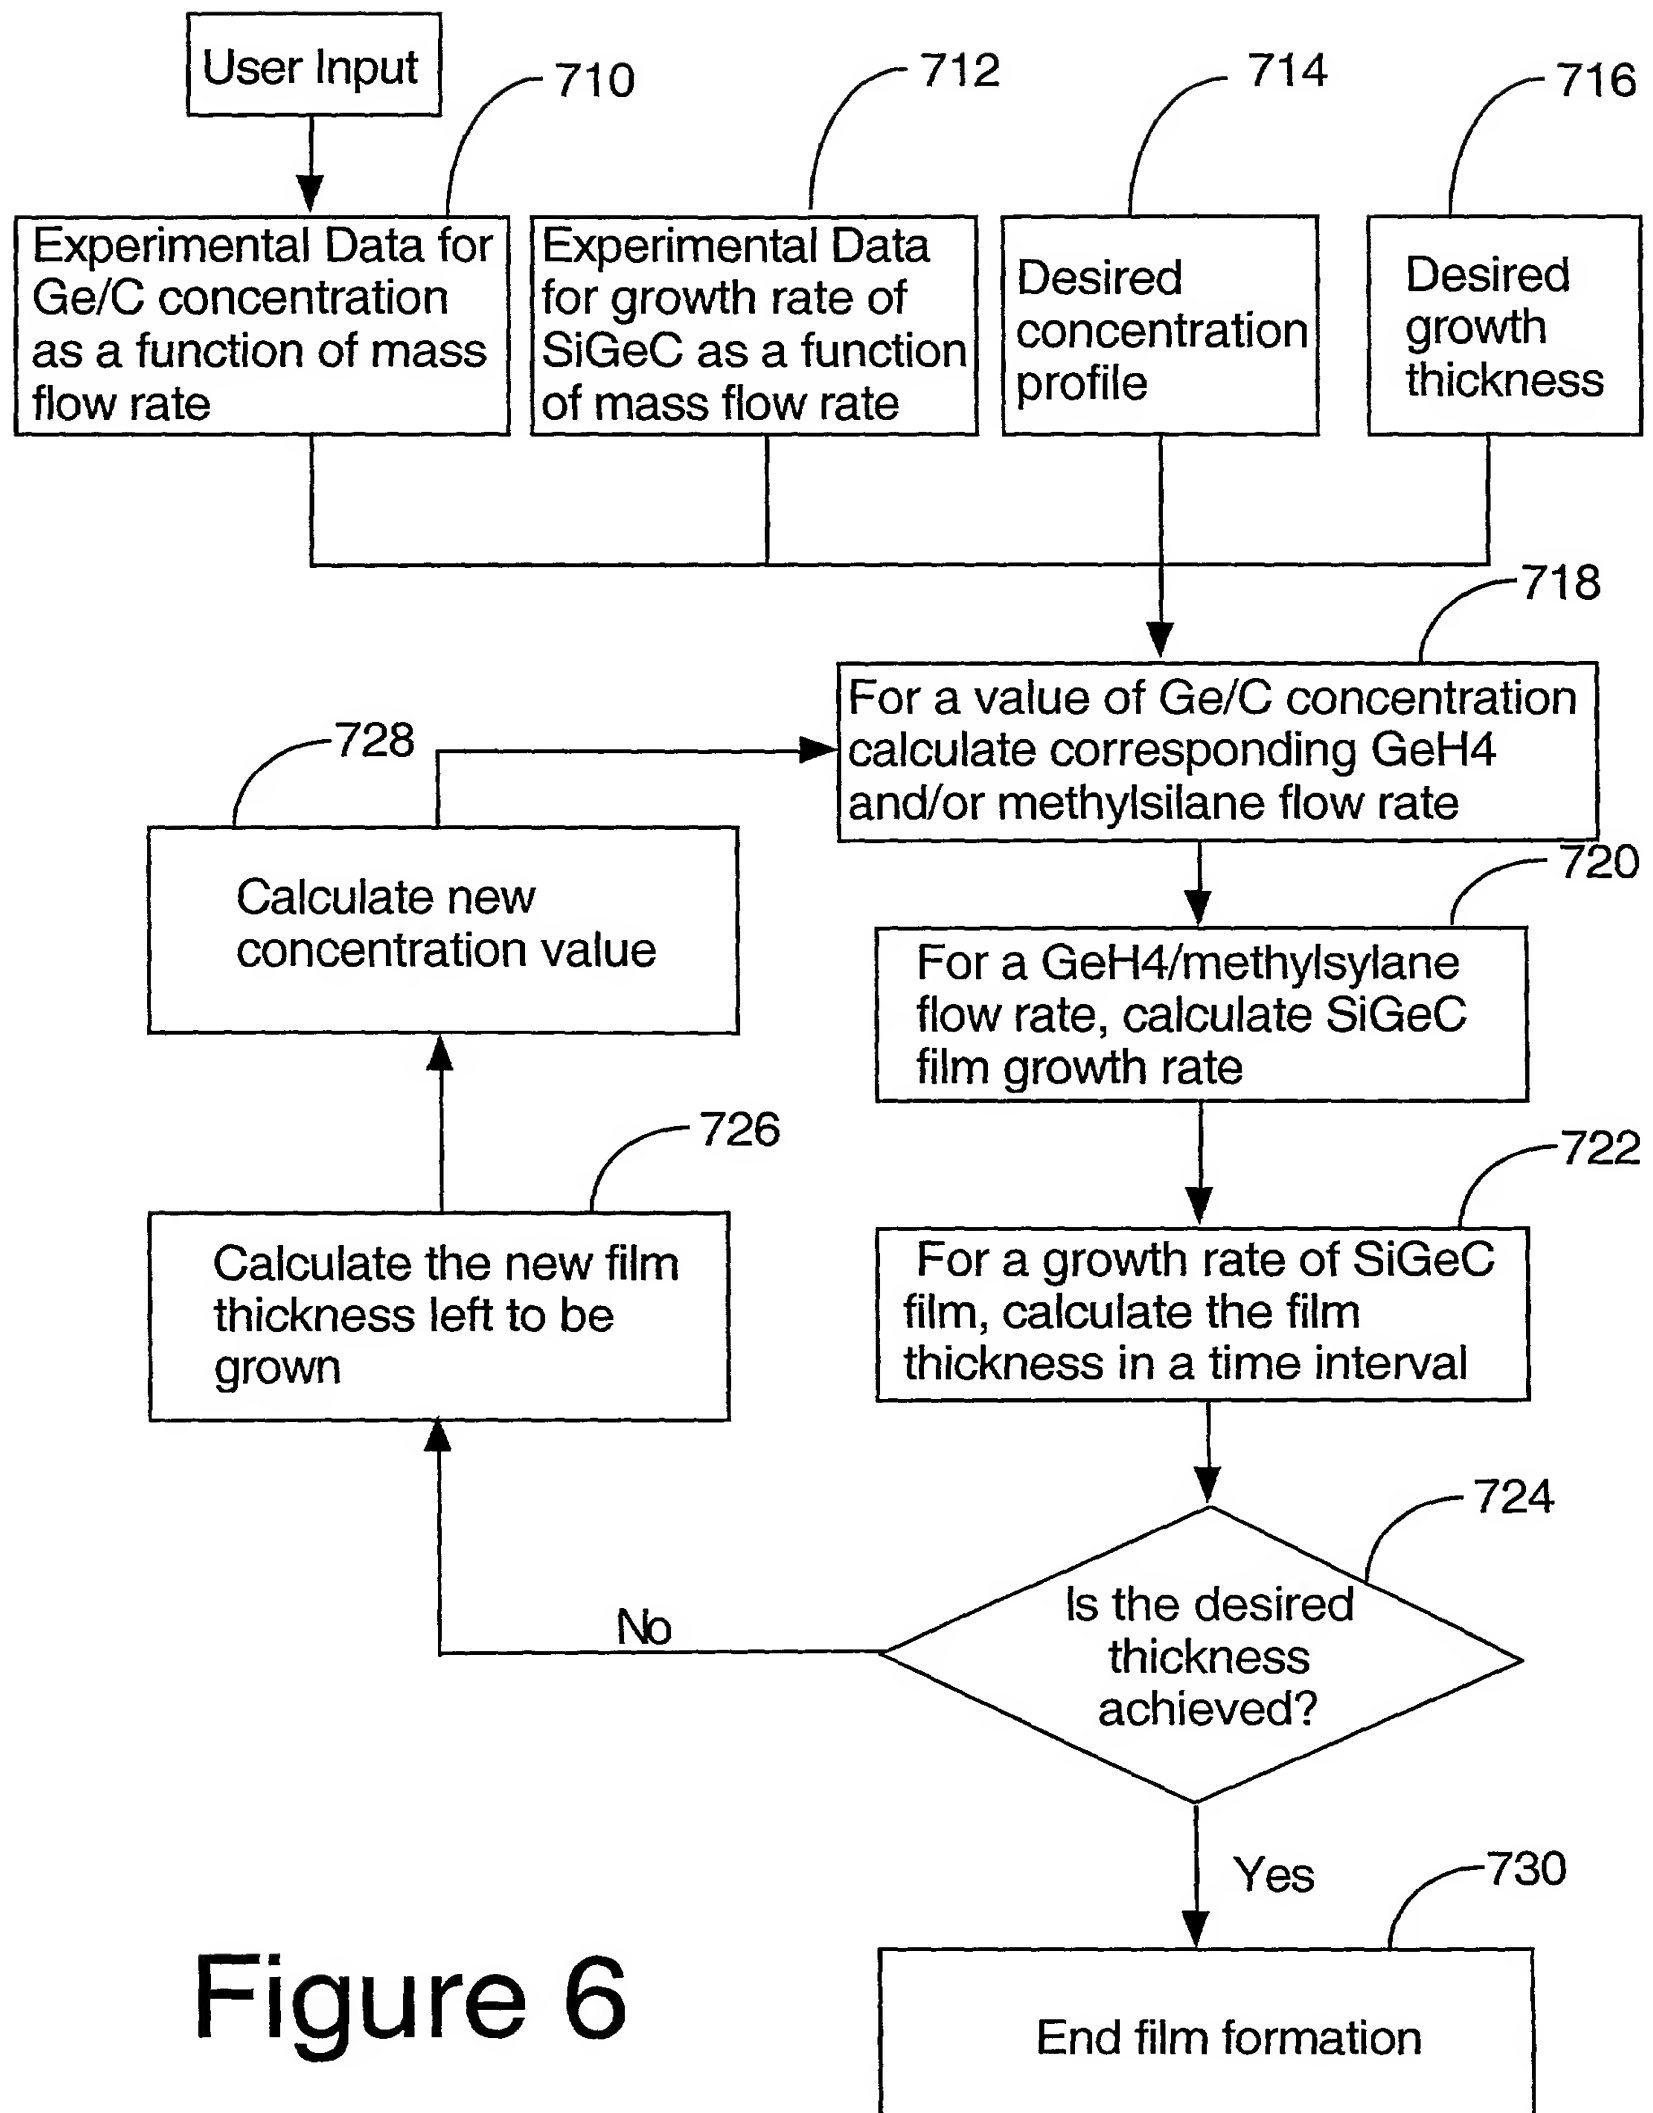 User Input
710
712
714
716
Experimental Data for
Ge/C concentration
as a function of mass
flow rate
Experimental Data
for growth rate of
SiGeC as a function
of mass flow rate
Desired
concentration
profile
Desired
growth
thickness
718
For a value of Ge/C concentration
calculate corresponding GeH4
and/or methylsilane flow rate
728
Calculate new
concentration value
720
For a GeH4/methylsylane
flow rate, calculate SiGeC
film growth rate
726
Calculate the new film
thickness left to be
grown
722
For a growth rate of SiGeC
film, calculate the film
thickness in a time interval
724
Is the desired
thickness
achieved?
No
Yes
730
End film formation
Figure 6